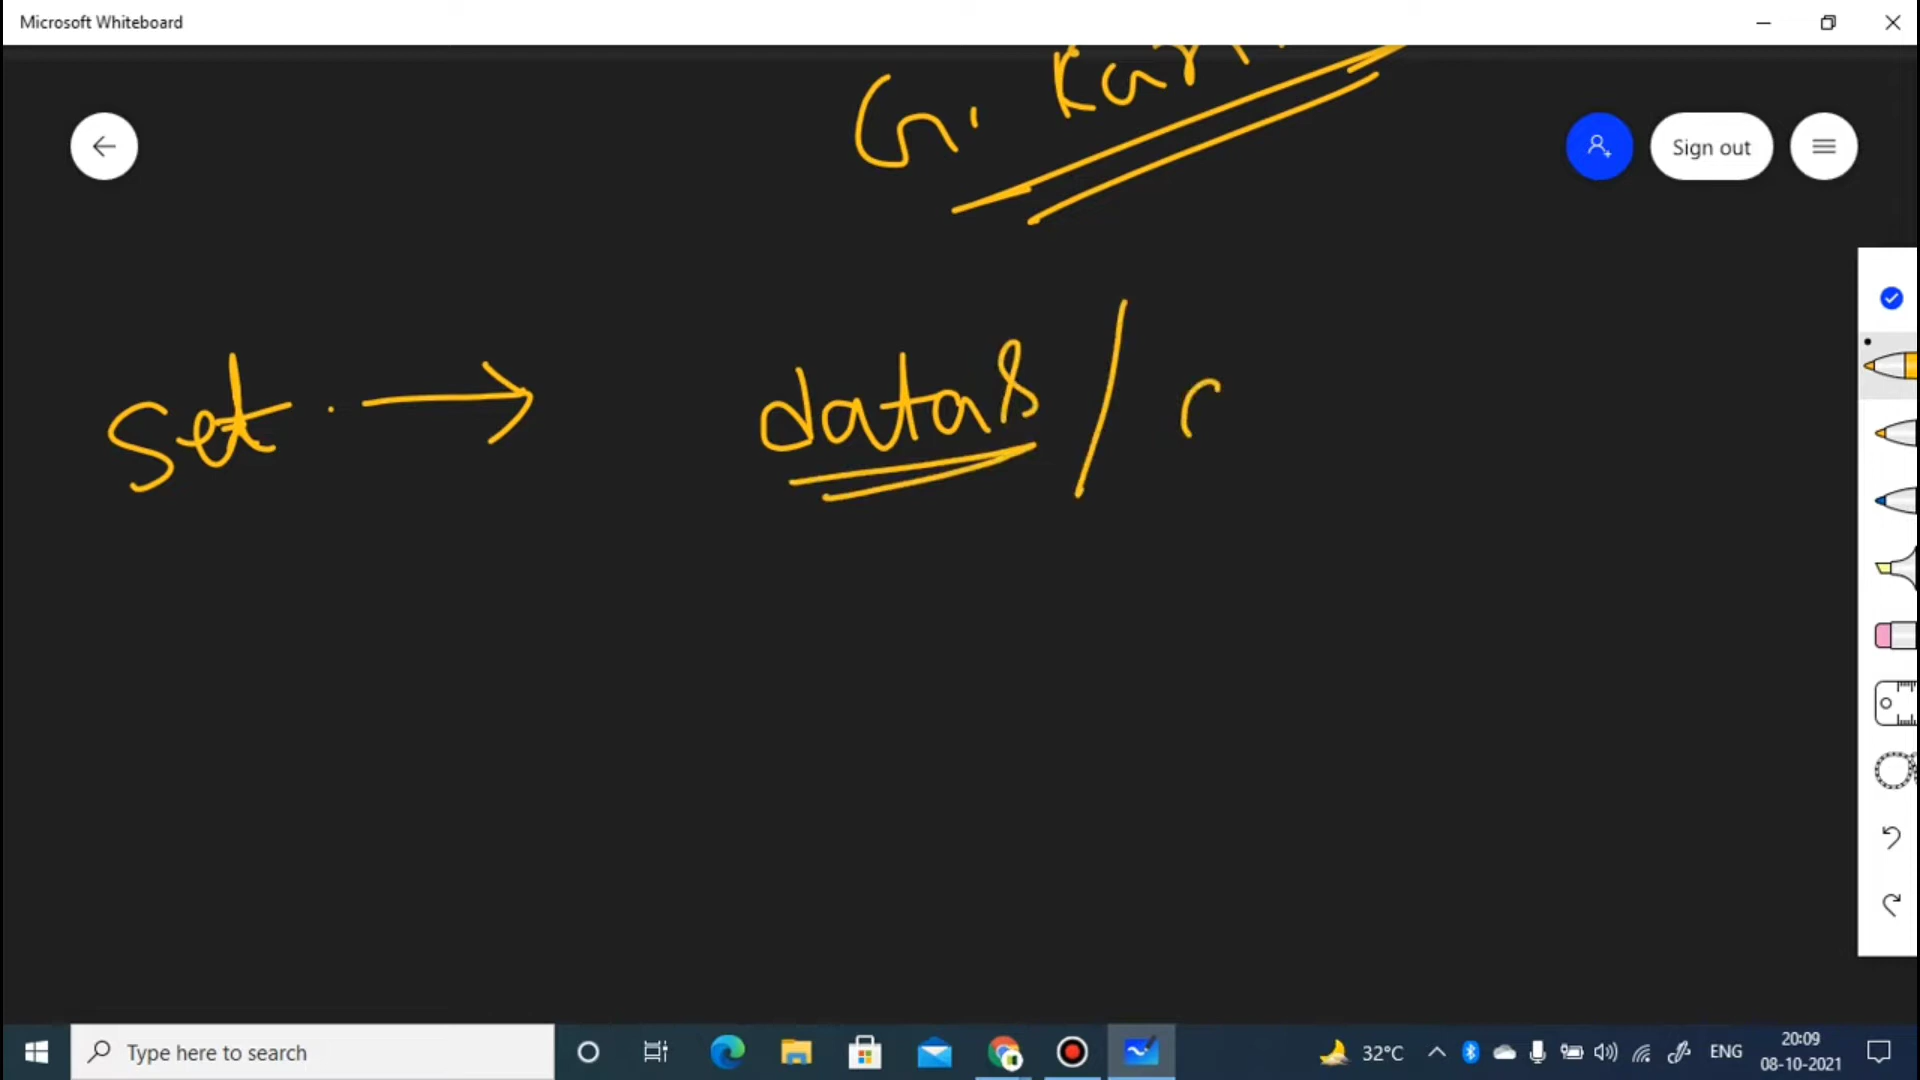 Microsoft Whiteboard
G.
Sign out
Set. → datas /
Type here to search
32°C
ENG
20:09
08-10-2021